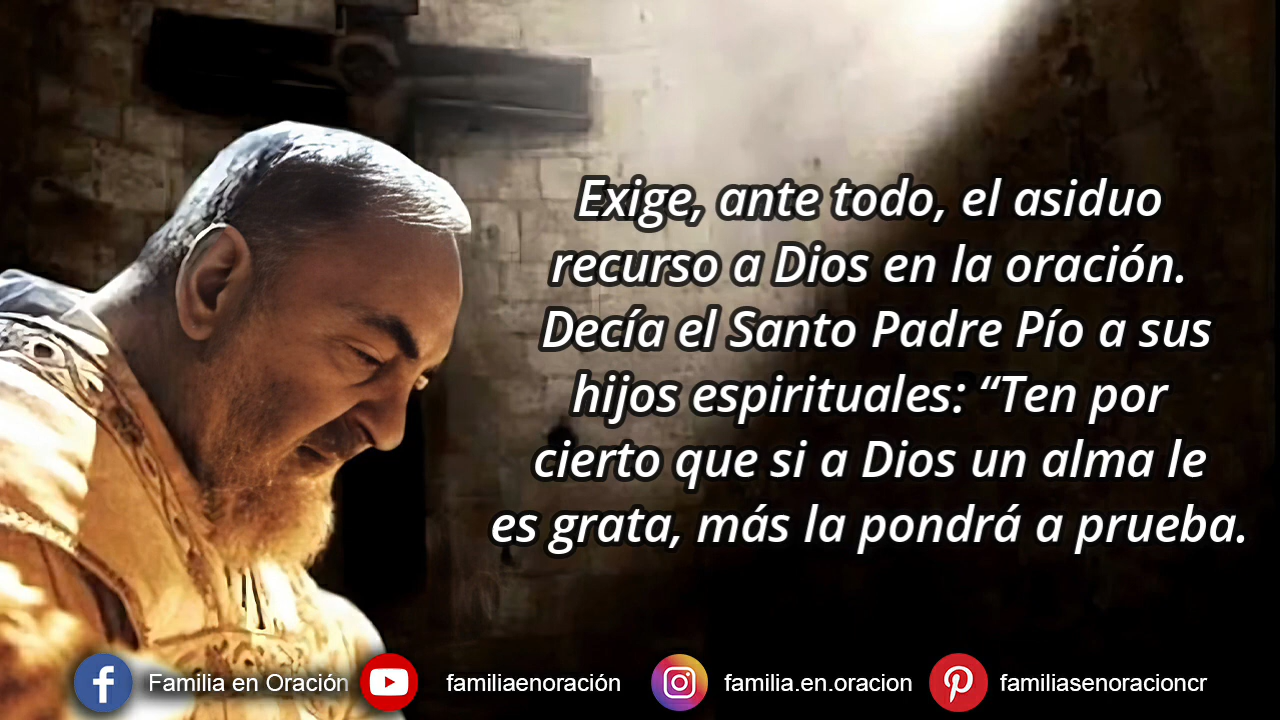 Exige, ante todo, el asiduo
recurso a Dios en la oración.
Decía el Santo Padre Pío a sus
hijos espirituales: “Ten por
cierto que si a Dios un alma le
es grata, más la pondrá a prueba.
Familia en Oración
familiaenoración
familia.en.oracion
familiasenoracioncr